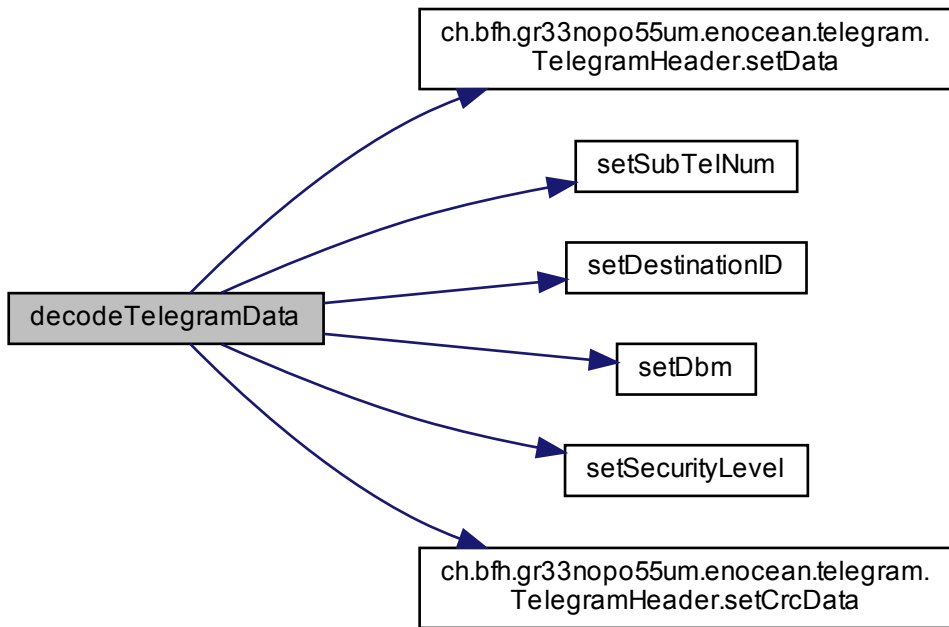 ch.bfh.gr33nopo55um.enocean.telegram.
TelegramHeader.setData
setSubTelNum
setDestinationID
decodeTelegramData
setDbm
setSecurityLevel
ch.bfh.gr33nopo55um.enocean.telegram.
TelegramHeader.setCrcData